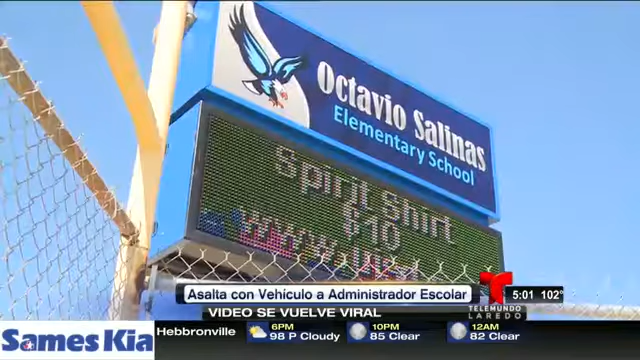 Octavio Salinas
Elementary School
Spirit Shirt
$10
Asalta con Vehículo a Administrador Escolar
VIDEO SE VUELVE VIRAL
TELEMUNDO
LAREDO
5:01 102°
Sames Kia
Hebbronville
6PM
98 P Cloudy
10PM
85 Clear
12AM
82 Clear